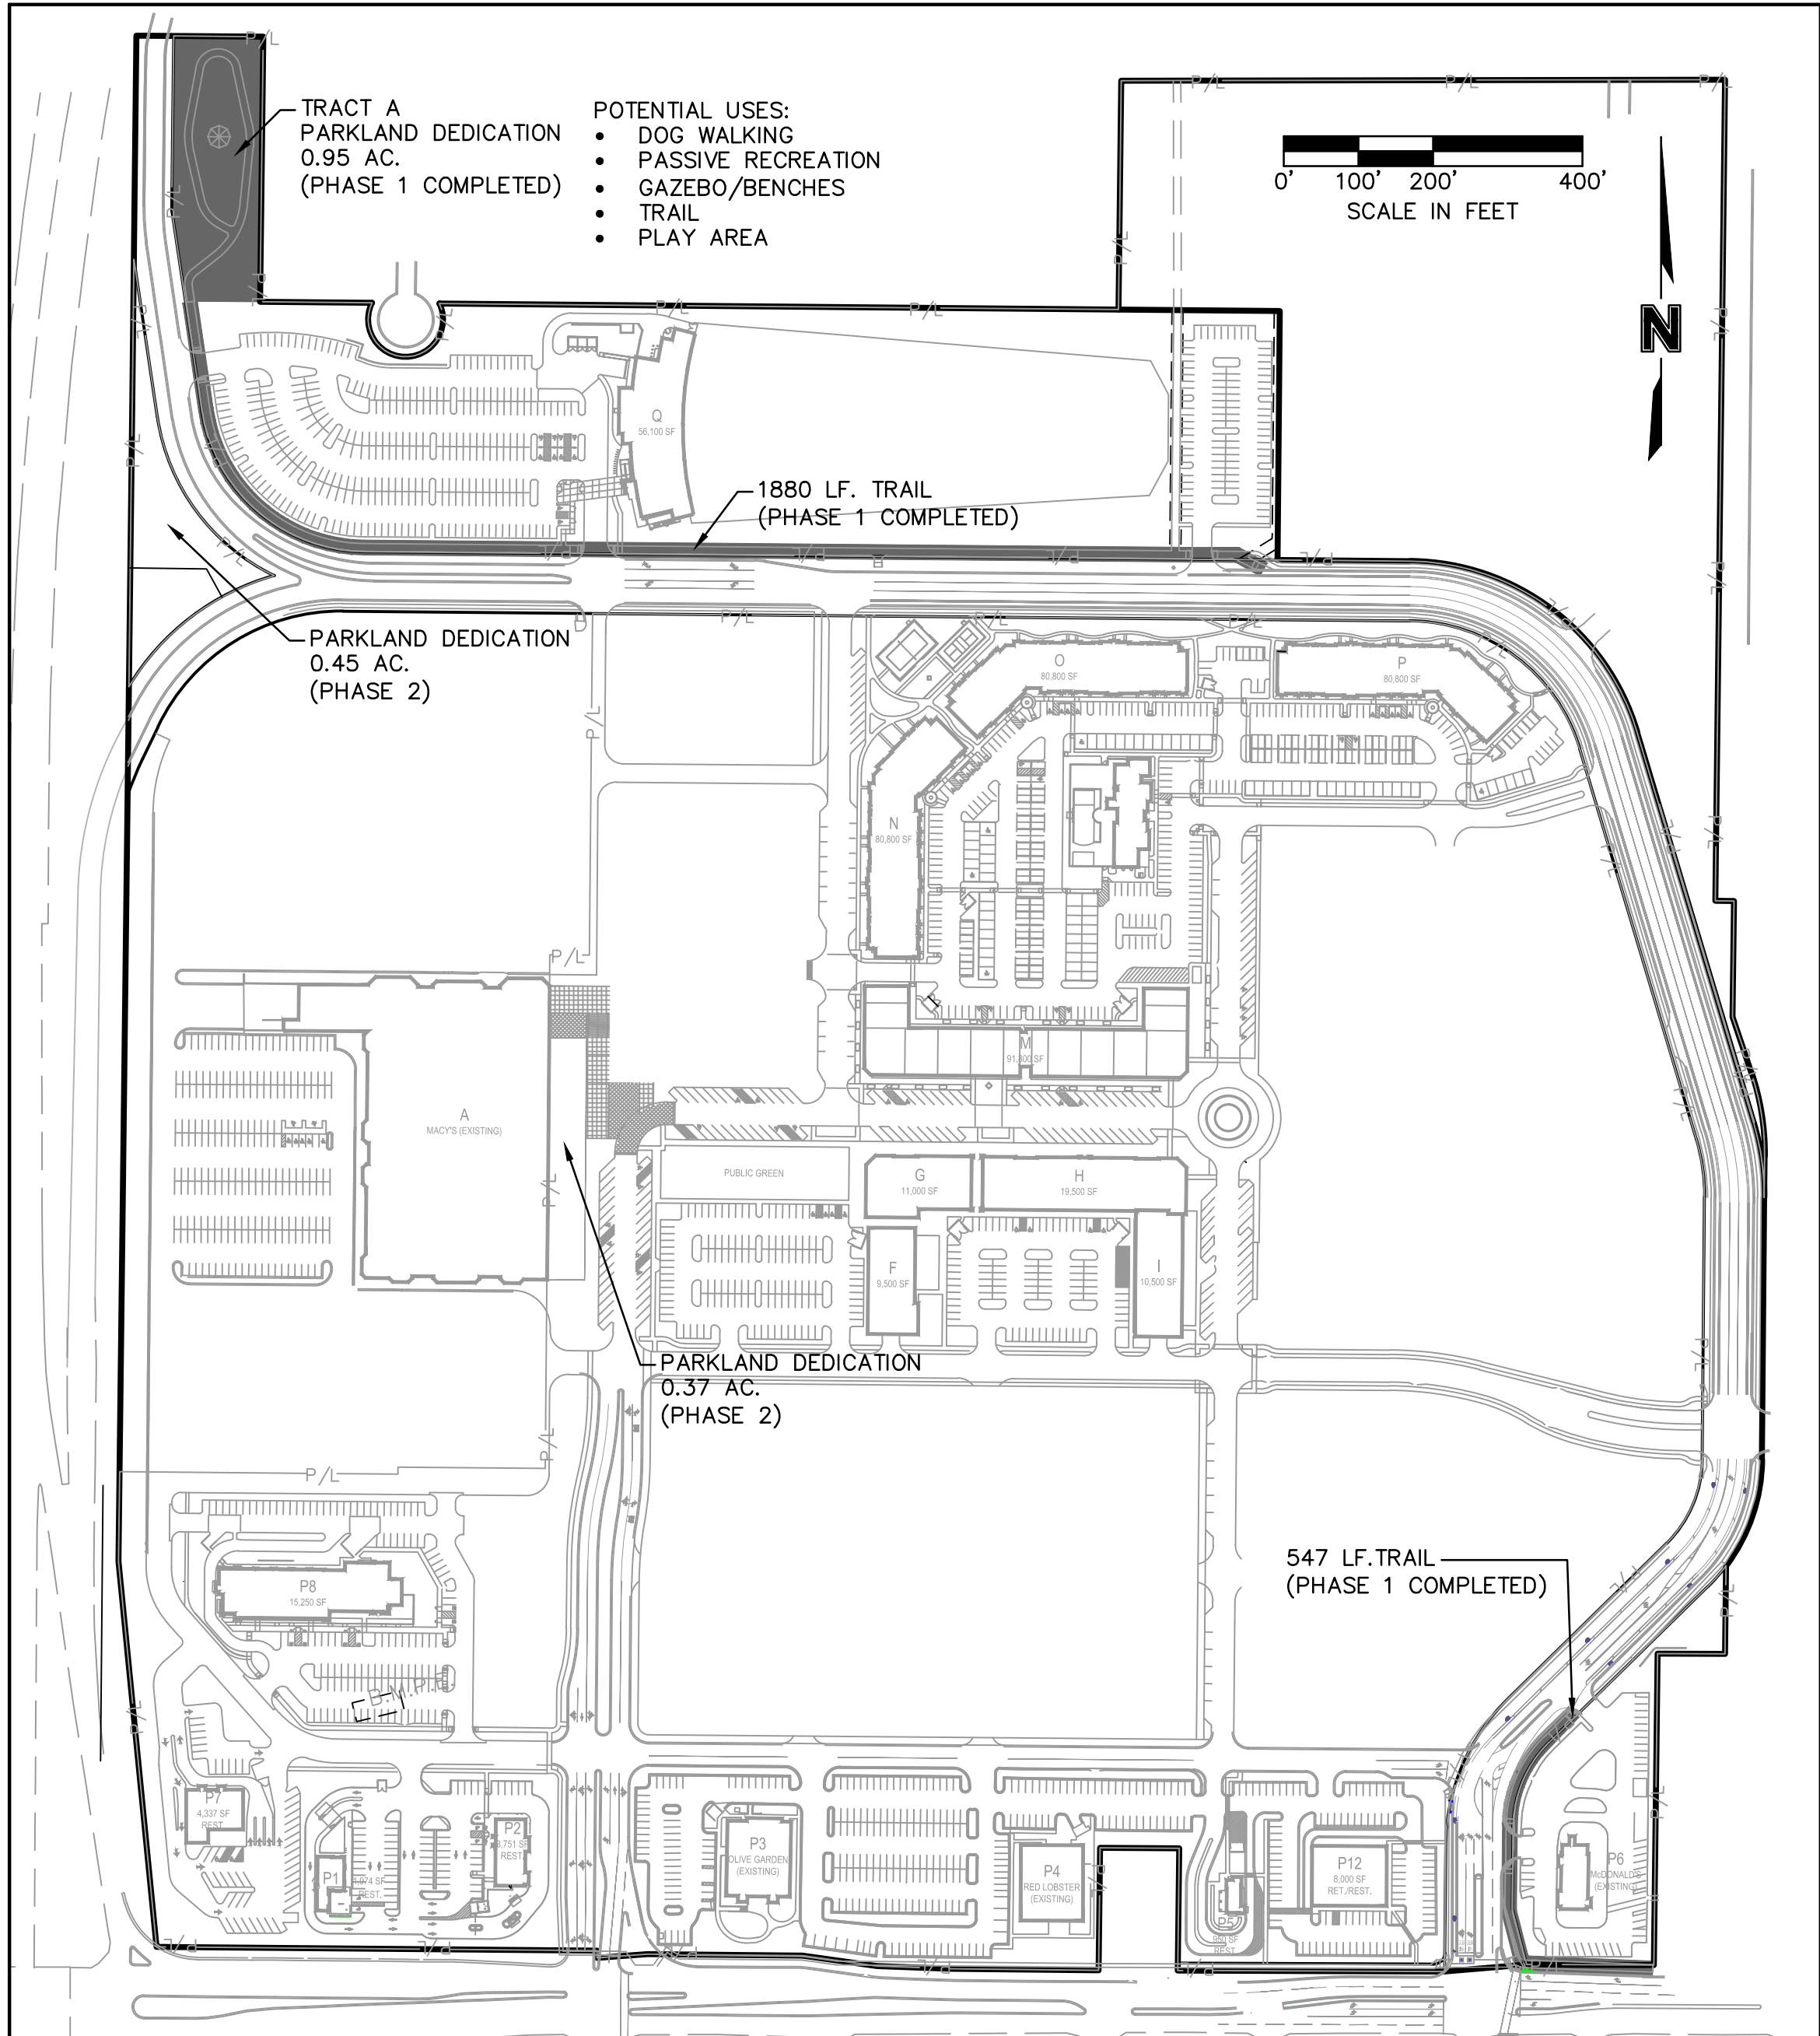 P/L
P/L
P/L
P/L
TRACT A
PARKLAND DEDICATION
0.95 AC.
(PHASE 1 COMPLETED)
POTENTIAL USES:
• DOG WALKING
• PASSIVE RECREATION
• GAZEBO/BENCHES
• TRAIL
• PLAY AREA
0' 100' 200' 400'
SCALE IN FEET
N
P/L
P/L
P/L
P/L
P/L
P/L
P/L
P/L
P/L
Q
56,100 SF
P/L
P/L
1880 LF. TRAIL
(PHASE 1 COMPLETED)
P/L
P/L
P/L
P/L
P/L
P/L
P/L
PARKLAND DEDICATION
0.45 AC.
(PHASE 2)
P/L
P/L
P/L
P/L
P/L
O
80,800 SF
P
80,800 SF
P/L
N
80,800 SF
P/L
P/L
P/L
P/L
M
91,800 SF
P/L
P/L
A
MACY'S (EXISTING)
P/L
PUBLIC GREEN
G
11,000 SF
H
19,500 SF
F
9,500 SF
I
10,500 SF
P/L
PARKLAND DEDICATION
0.37 AC.
(PHASE 2)
P/L
P/L
547 LF.TRAIL
(PHASE 1 COMPLETED)
P/L
P/L
P8
15,250 SF
B.M.P.
P/L
P/L
P7
4,337 SF
REST.
P1
REST.
P2
3,751 SF
REST.
P3
OLIVE GARDEN
(EXISTING)
P4
RED LOBSTER
(EXISTING)
P/L
P5
REST.
P12
8,000 SF
RET./REST.
P6
McDONALD'S
(EXISTING)
P/L
P/L
P/L
P/L
P/L
P/L
P/L